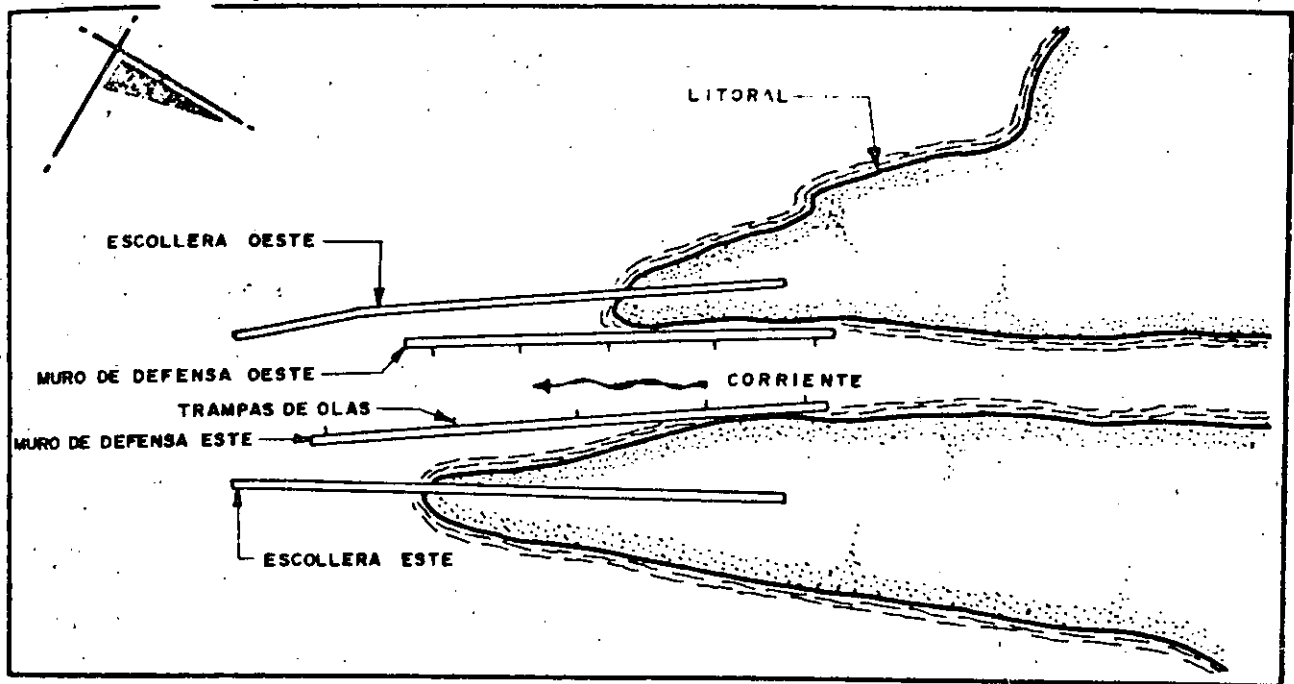 LITORAL
ESCOLLERA OESTE
MURO DE DEFENSA OESTE
CORRIENTE
TRAMPAS DE OLAS
MURO DE DEFENSA ESTE
ESCOLLERA ESTE